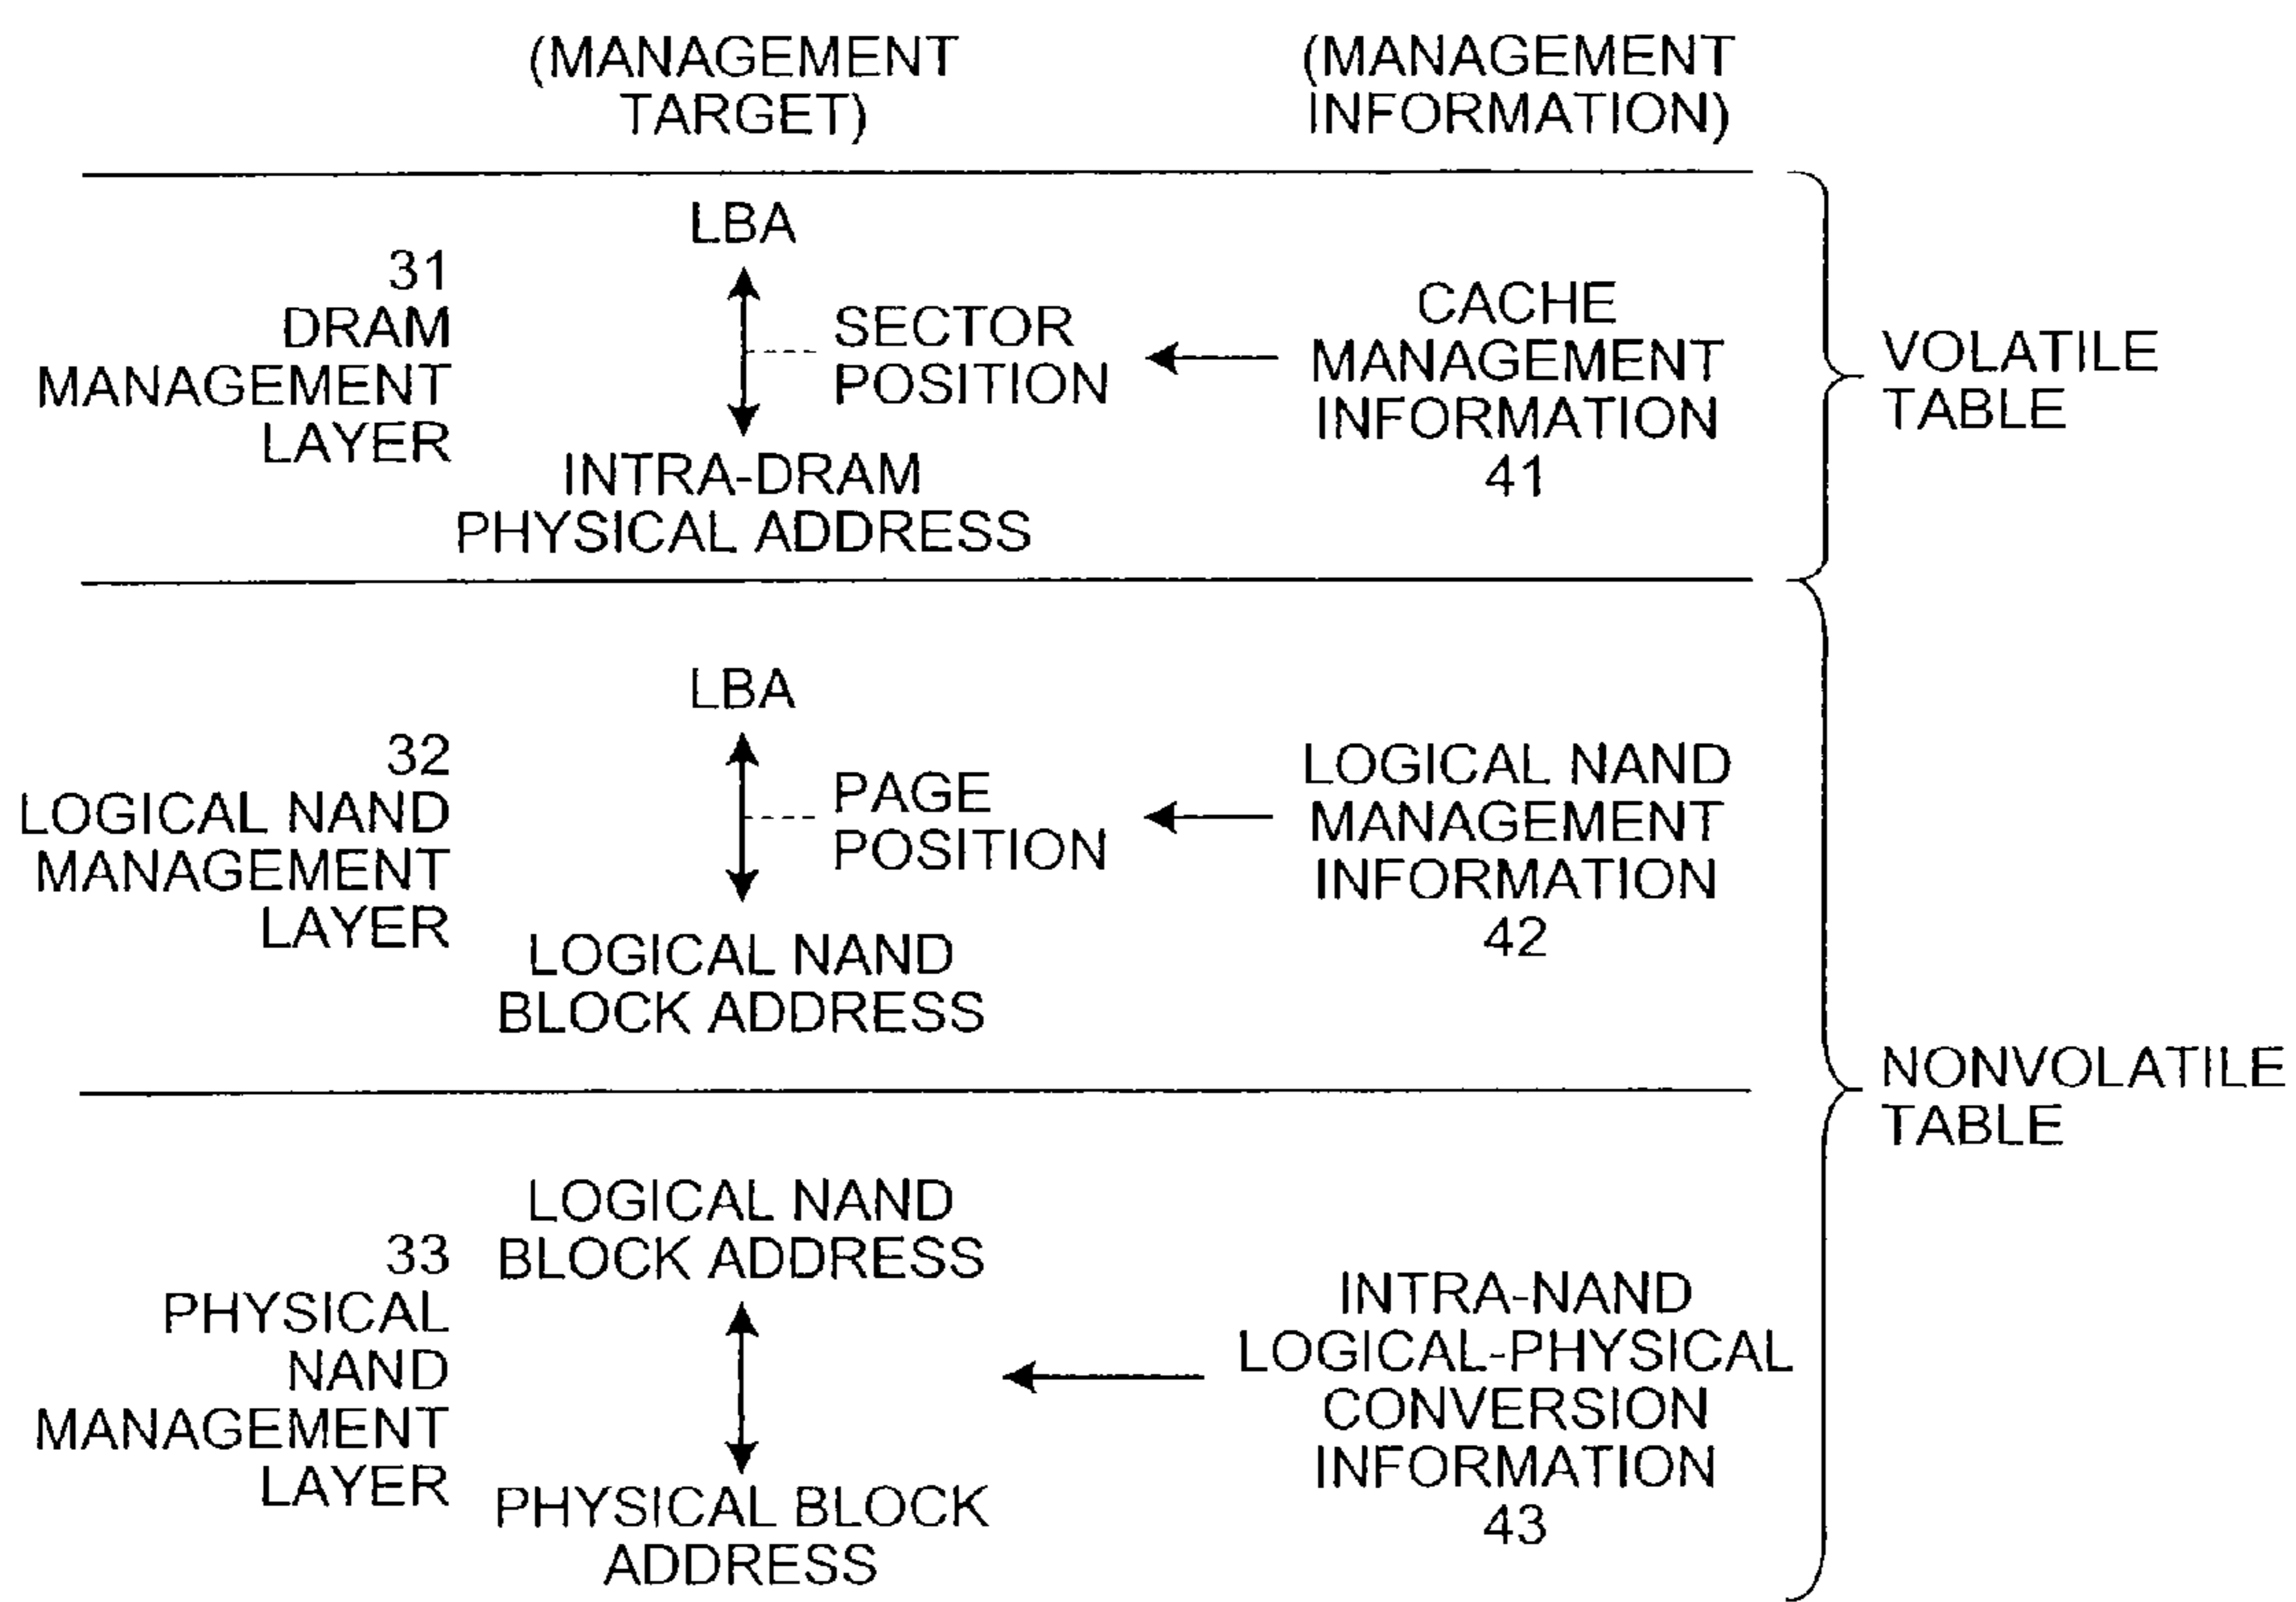 (MANAGEMENT
TARGET)
(MANAGEMENT
INFORMATION)
31
DRAM
MANAGEMENT
LAYER
LBA
SECTOR
POSITION
INTRA-DRAM
PHYSICAL ADDRESS
CACHE
MANAGEMENT
INFORMATION
41
VOLATILE
TABLE
32
LOGICAL NAND
MANAGEMENT
LAYER
LBA
PAGE
POSITION
LOGICAL NAND
BLOCK ADDRESS
LOGICAL NAND
MANAGEMENT
INFORMATION
42
NONVOLATILE
TABLE
33
PHYSICAL
NAND
MANAGEMENT
LAYER
LOGICAL NAND
BLOCK ADDRESS
PHYSICAL BLOCK
ADDRESS
INTRA-NAND
LOGICAL-PHYSICAL
CONVERSION
INFORMATION
43